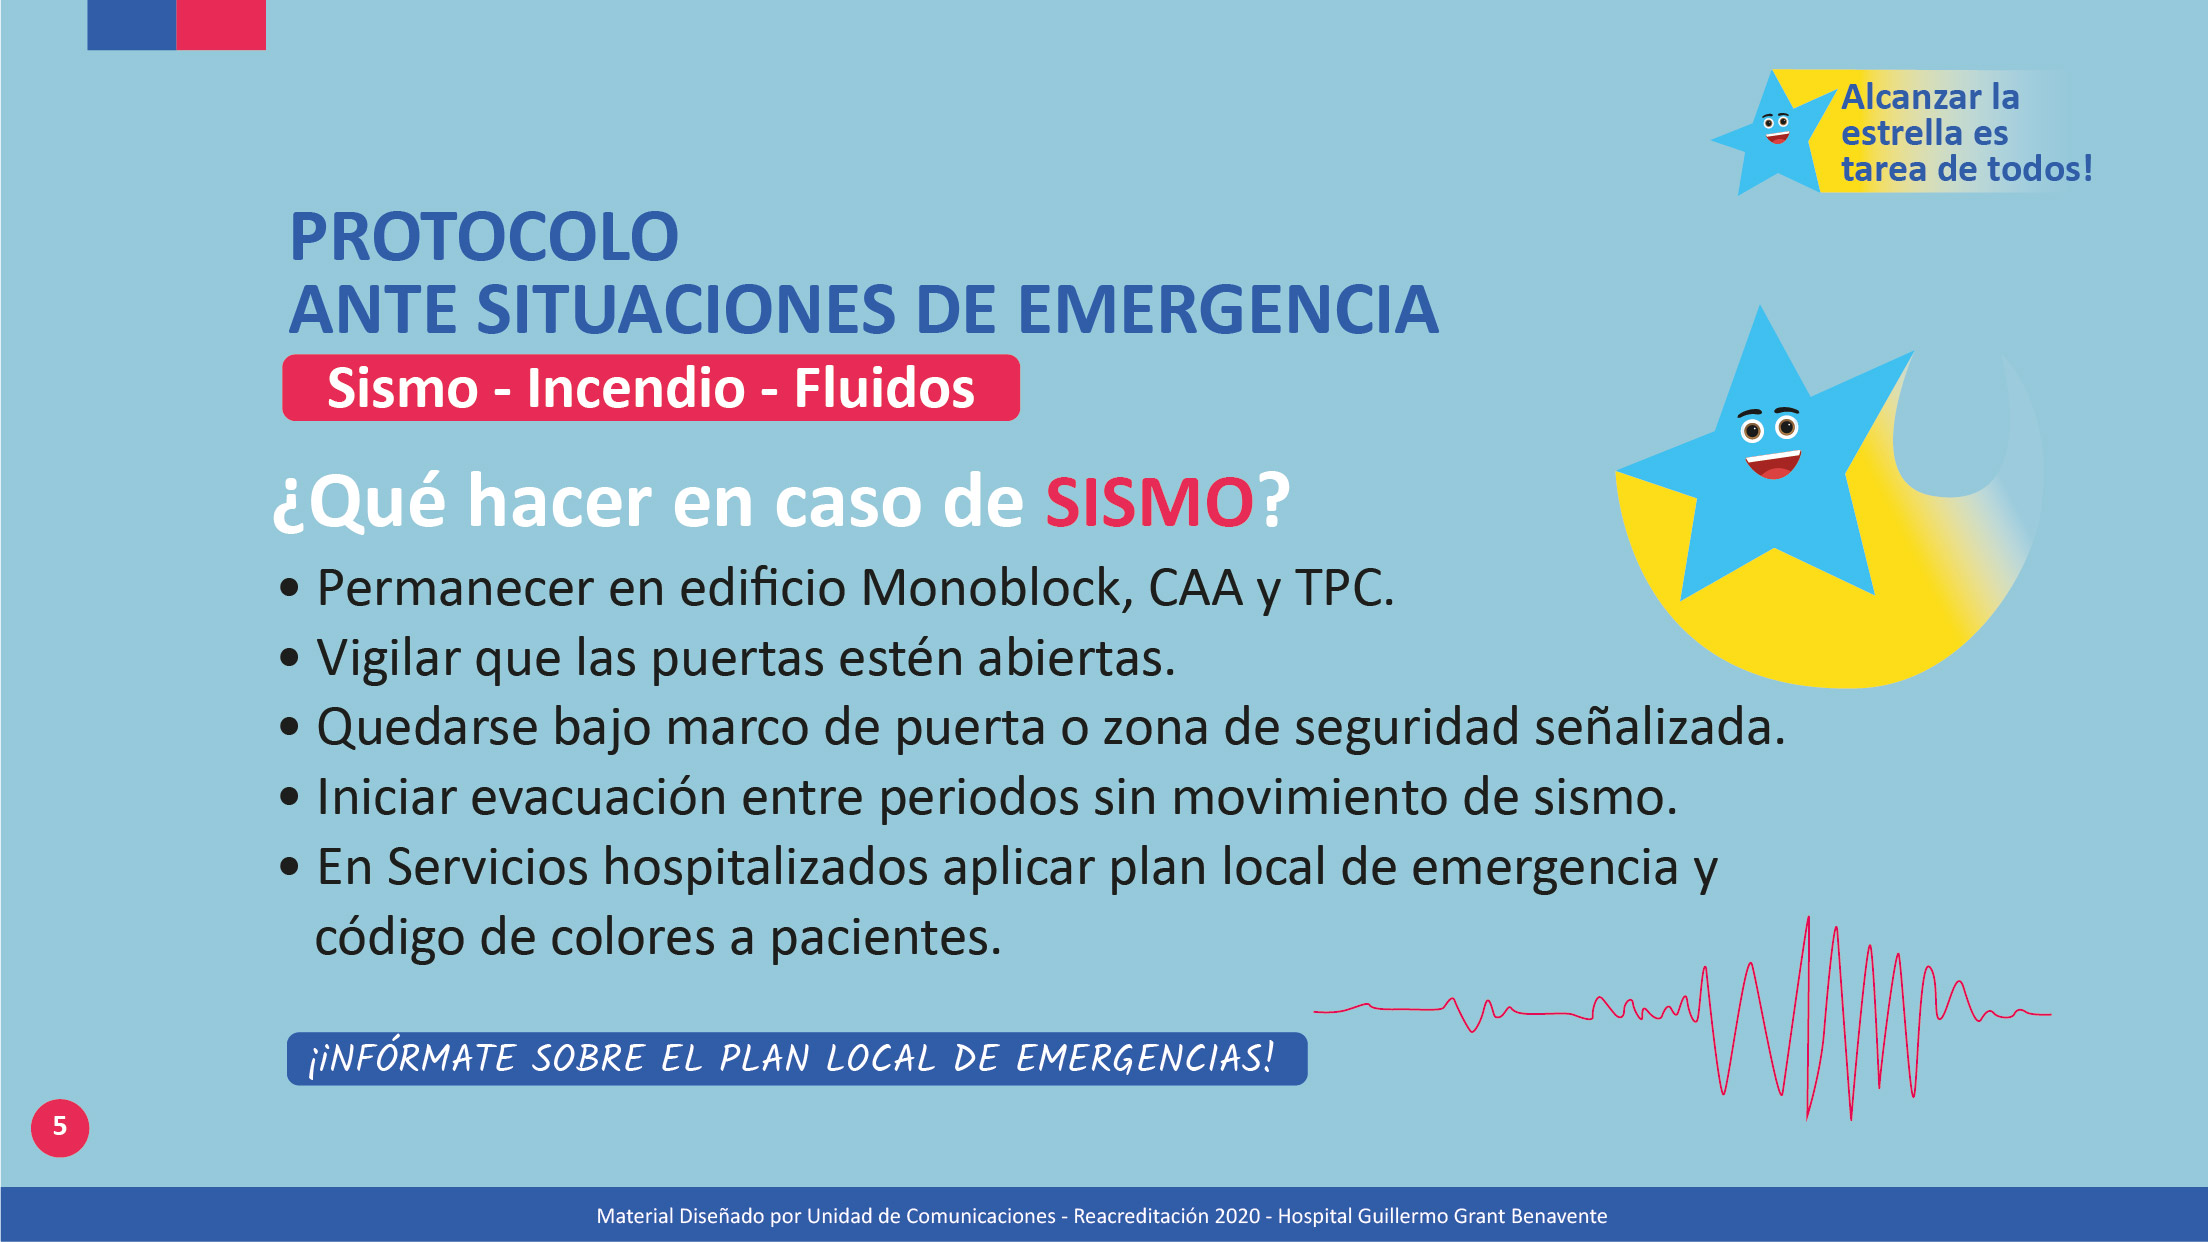 Alcanzar la
estrella es
tarea de todos!
PROTOCOLO
ANTE SITUACIONES DE EMERGENCIA
Sismo - Incendio - Fluidos
¿Qué hacer en caso de SISMO?
• Permanecer en edificio Monoblock, CAA y TPC.
• Vigilar que las puertas estén abiertas.
• Quedarse bajo marco de puerta o zona de seguridad señalizada.
• Iniciar evacuación entre periodos sin movimiento de sismo.
• En Servicios hospitalizados aplicar plan local de emergencia y
código de colores a pacientes.
¡iNFÓRMATE SOBRE EL PLAN LOCAL DE EMERGENCIAS!
5
Material Diseñado por Unidad de Comunicaciones - Reacreditación 2020 - Hospital Guillermo Grant Benavente